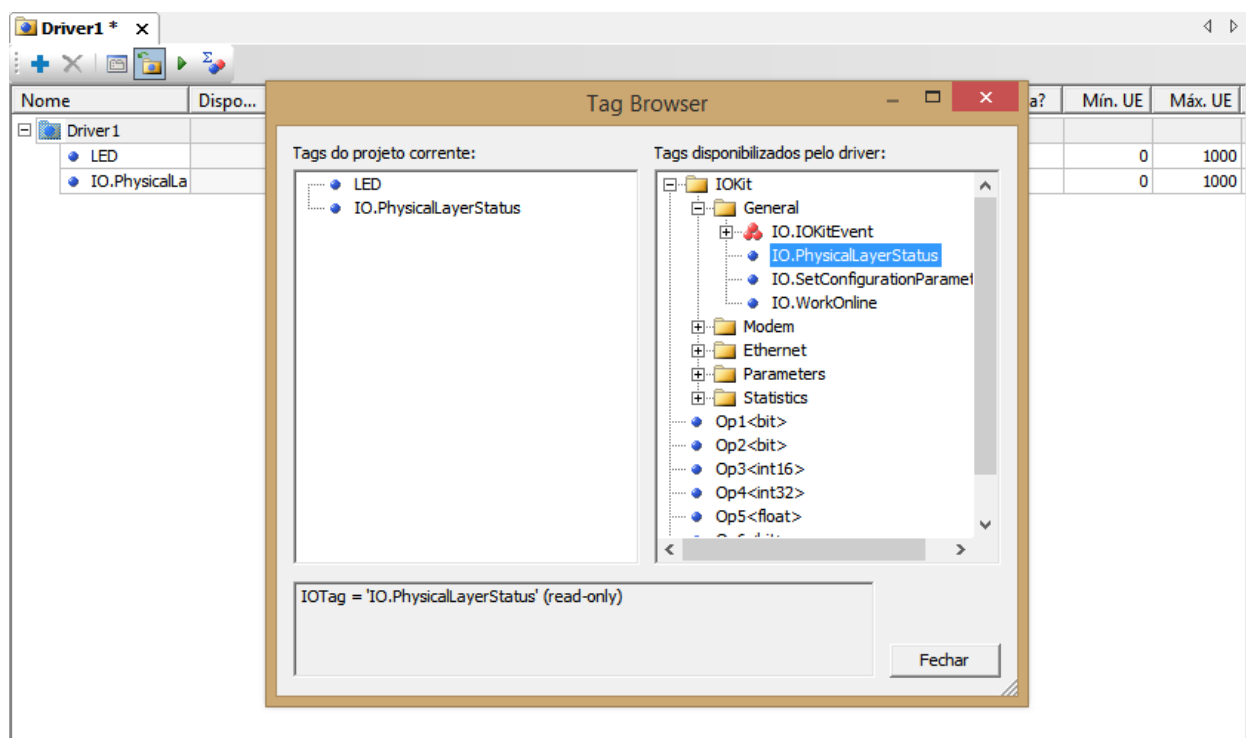 Driver1 * x
Nome Dispo... a? Mín. UE Máx. UE
Driver1
LED 0 1000
IO.PhysicalLa 0 1000
Tag Browser
Tags do projeto corrente:
LED
IO.PhysicalLayerStatus
Tags disponibilizados pelo driver:
IOKit
General
IO.IOKitEvent
IO.PhysicalLayerStatus
IO.SetConfigurationParamet
IO.WorkOnline
Modem
Ethernet
Parameters
Statistics
Op1<bit>
Op2<bit>
Op3<int16>
Op4<int32>
Op5<float>
IOTag = 'IO.PhysicalLayerStatus' (read-only)
Fechar